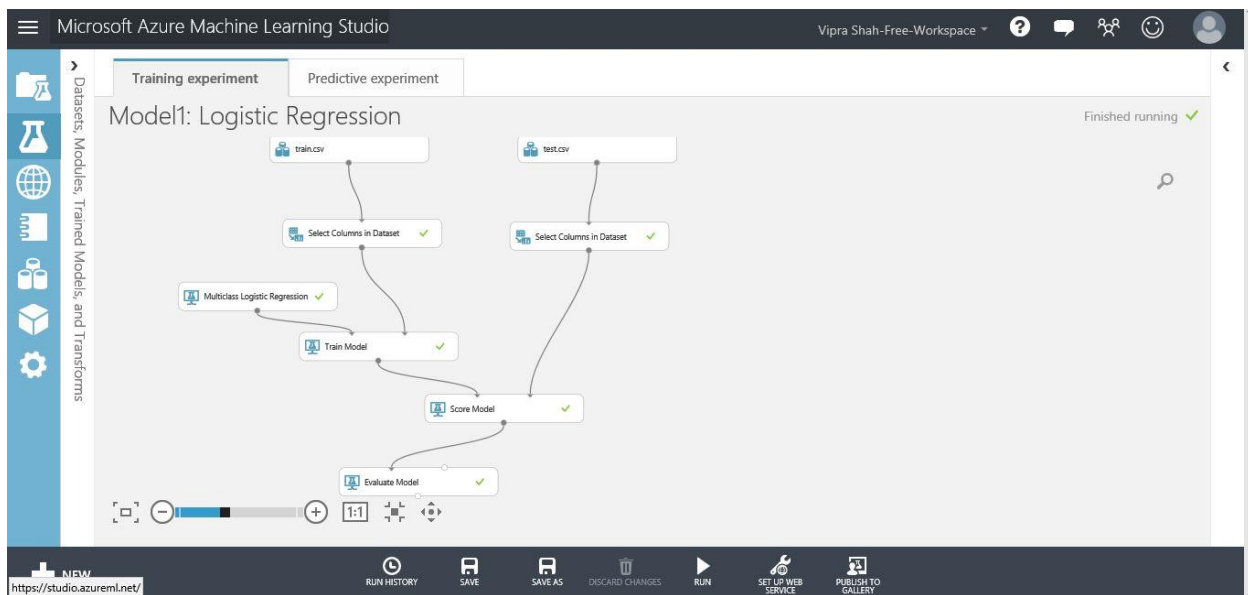 Microsoft Azure Machine Learning Studio
Vipra Shah-Free-Workspace
?
Datasets, Modules, Trained Models, and Transforms
Training experiment
Predictive experiment
Model1: Logistic Regression
Finished running
train.csv
test.csv
Select Columns in Dataset
Select Columns in Dataset
Multiclass Logistic Regression
Train Model
Score Model
Evaluate Model
1:1
NEW
RUN HISTORY
SAVE
SAVE AS
DISCARD CHANGES
RUN
SET UP WEB
SERVICE
PUBLISH TO
GALLERY
https://studio.azureml.net/